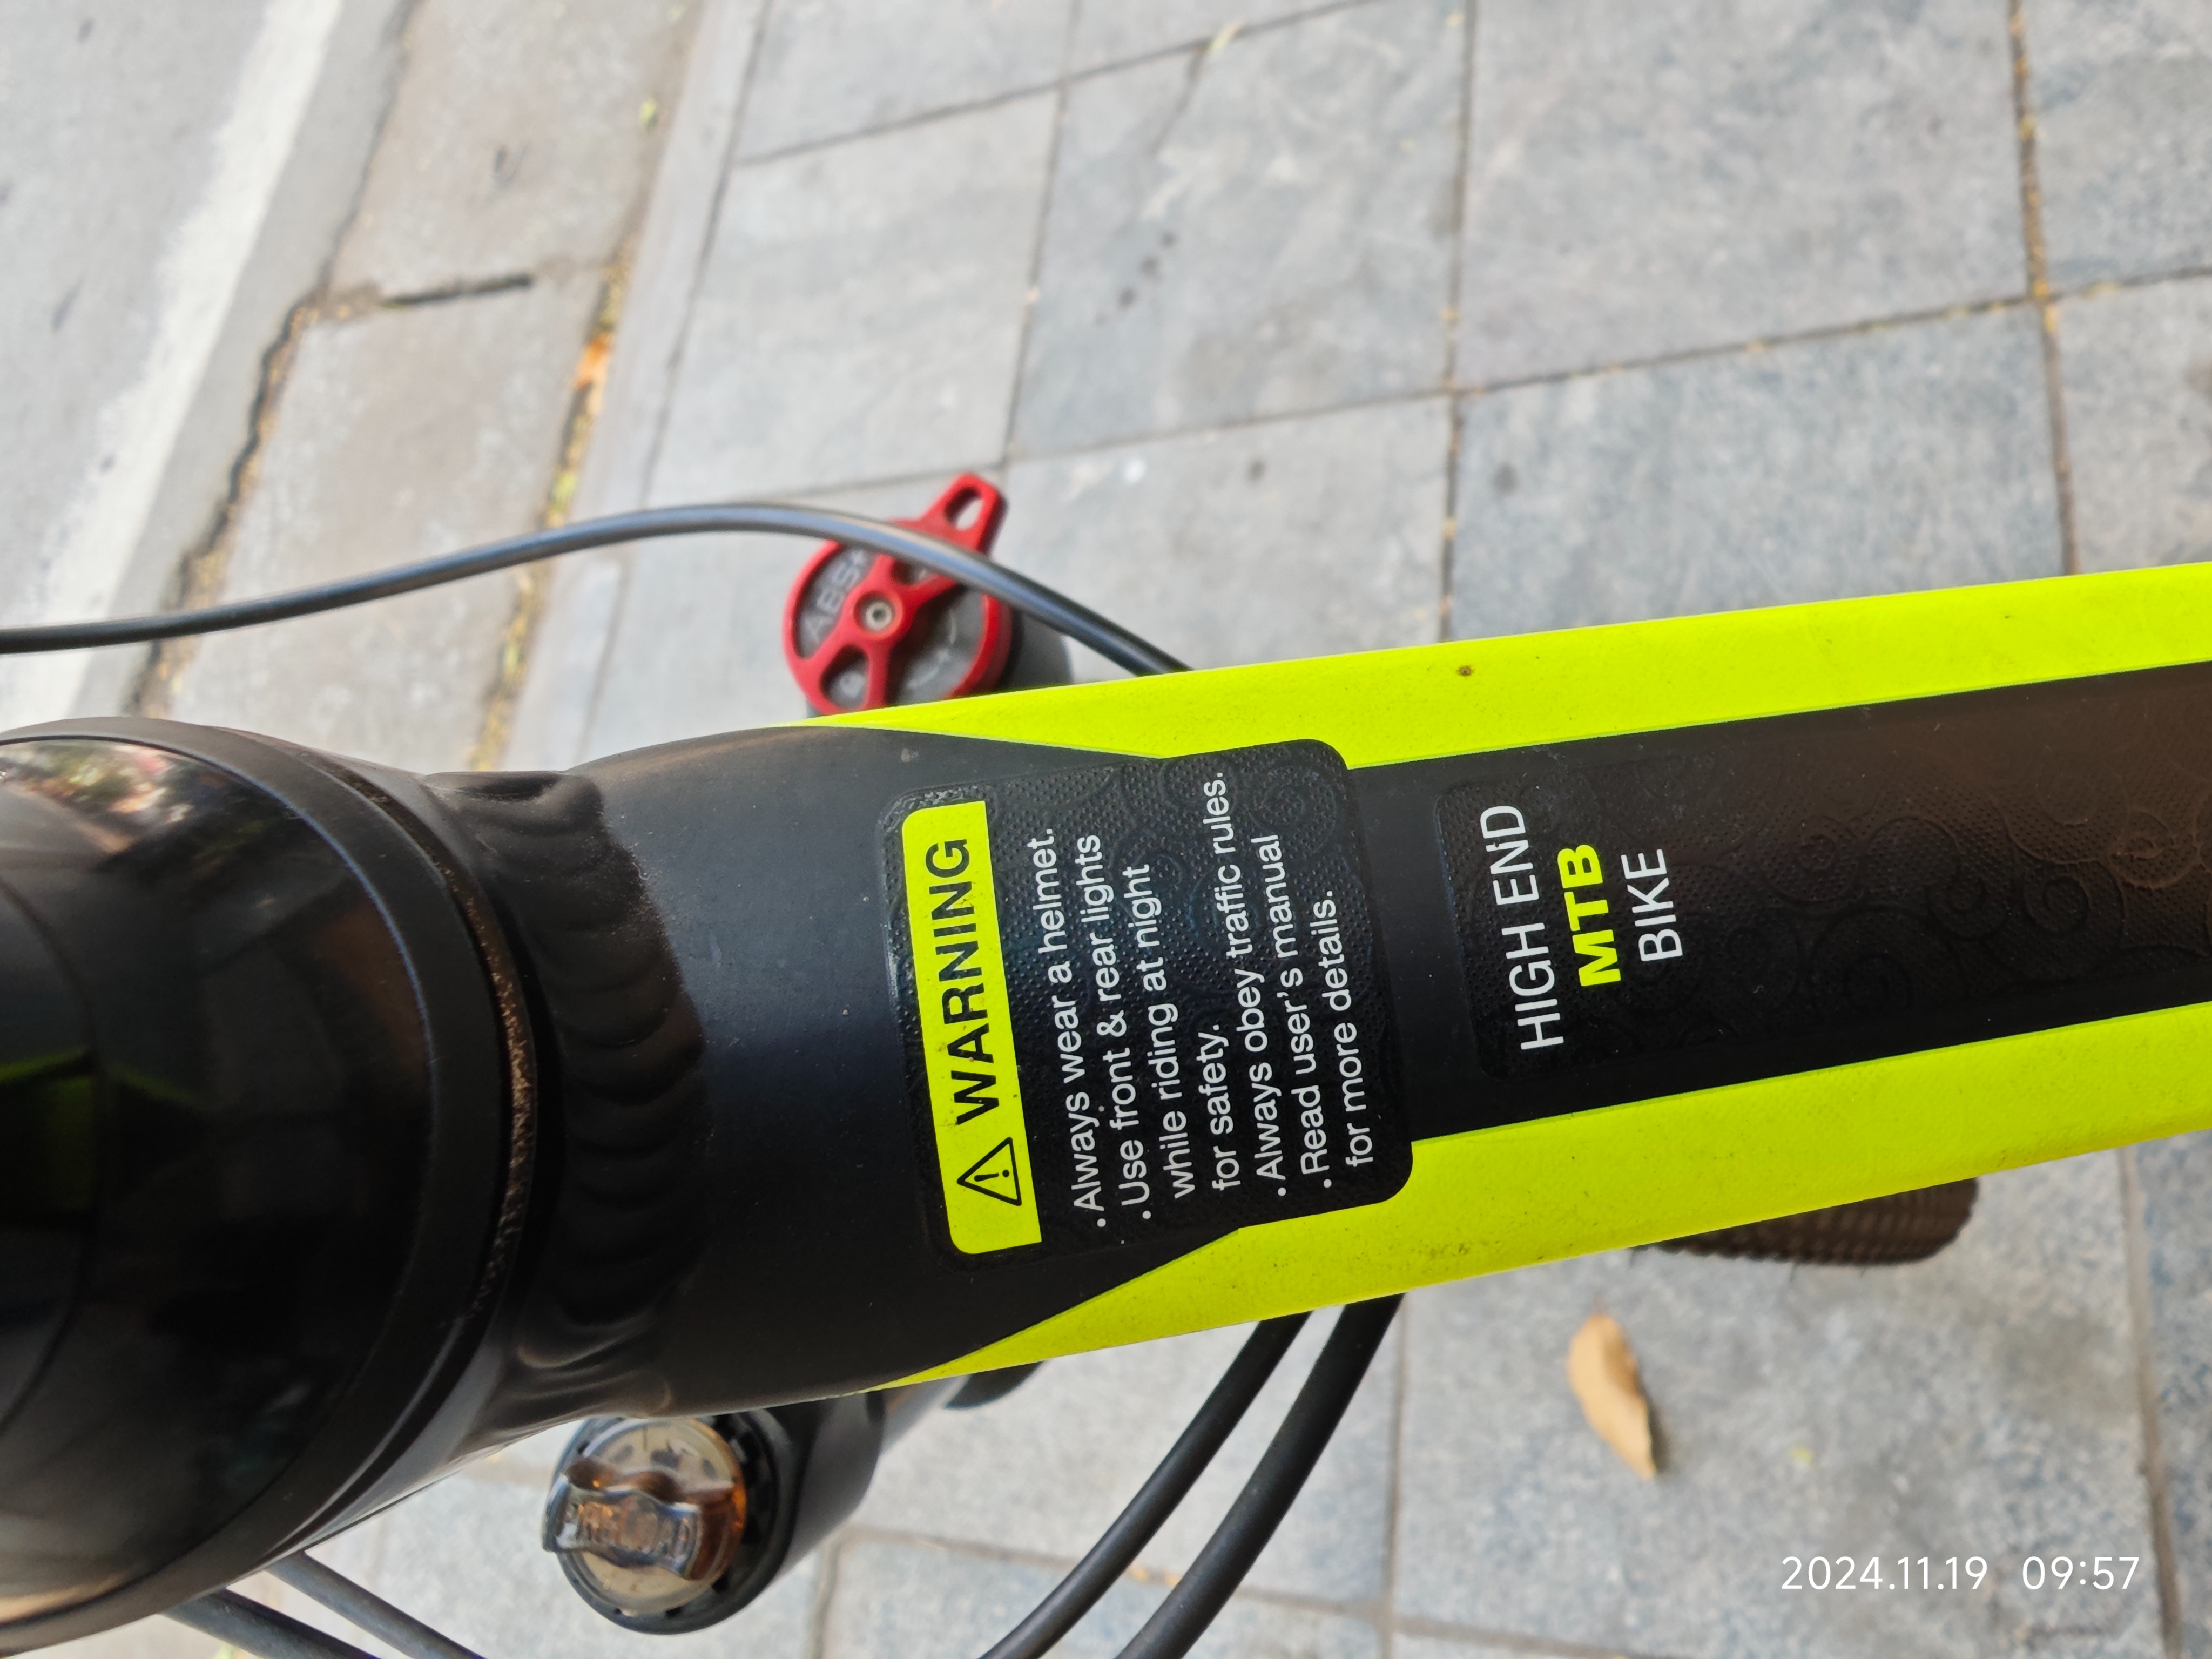 WARNING
•Always wear a helmet.
•Use front & rear lights
while riding at night
for safety.
•Always obey traffic rules.
•Read user's manual
for more details.
HIGH END
MTB
BIKE
ABS+
2024.11.19 09:57